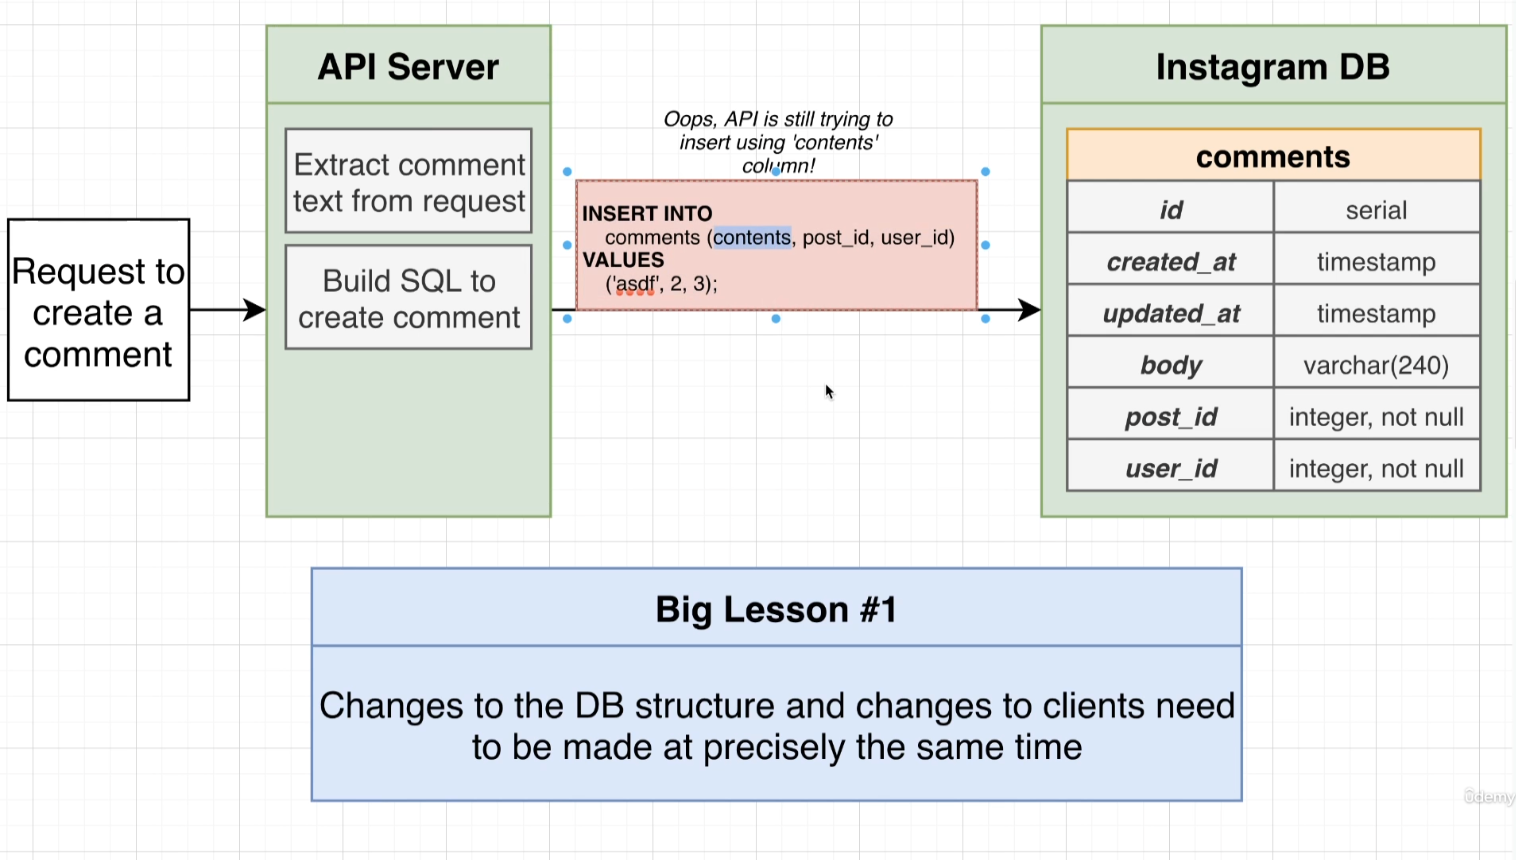 API Server
Instagram DB
Oops, API is still trying to
insert using 'contents'
column!
Extract comment
text from request
Build SQL to
create comment
Request to
create a
comment
INSERT INTO
comments (contents, post_id, user_id)
VALUES
('asdf', 2, 3);
comments
id serial
created_at timestamp
updated_at timestamp
body varchar(240)
post_id integer, not null
user_id integer, not null
Big Lesson #1
Changes to the DB structure and changes to clients need
to be made at precisely the same time
ûdemy